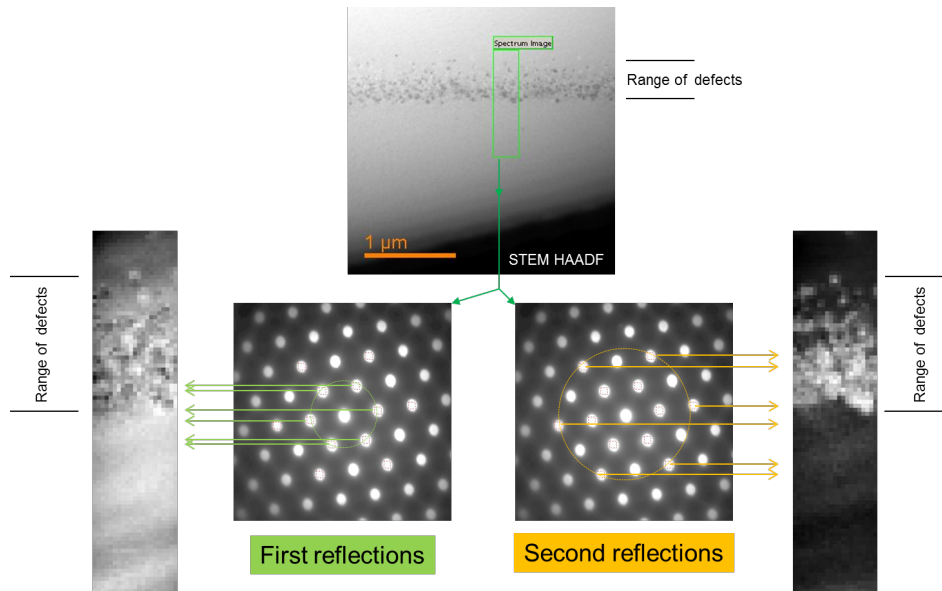 Spectrum Image
Range of defects
1 μm
STEM HAADF
Range of defects
Range of defects
First reflections
Second reflections